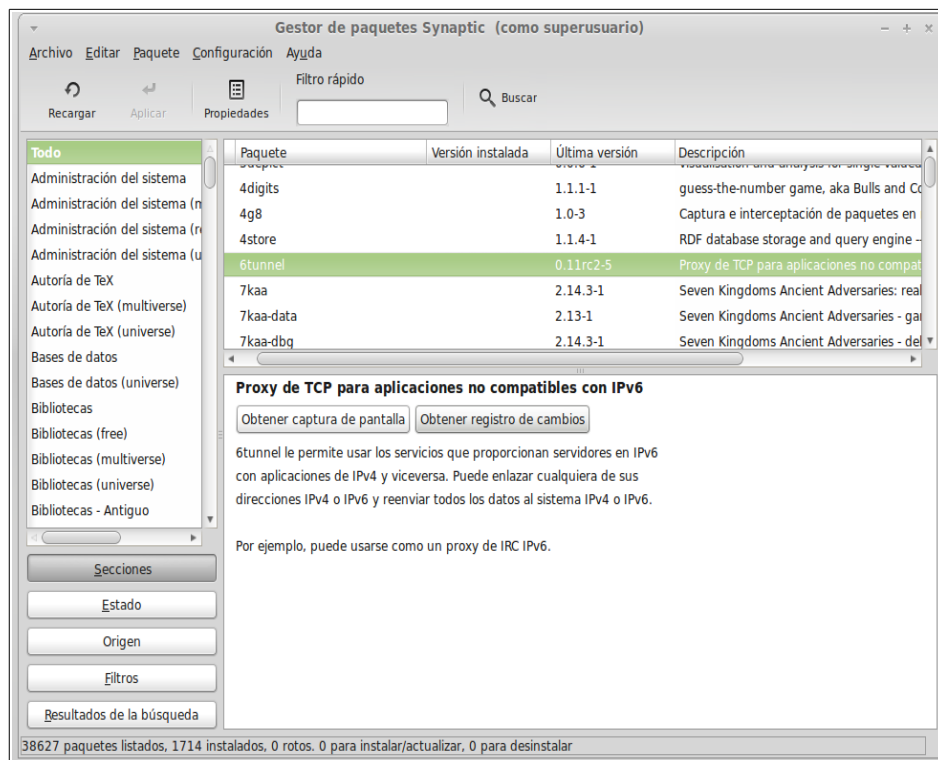 Gestor de paquetes Synaptic (como superusuario)
Archivo Editar Paquete Configuración Ayuda
Recargar
Aplicar
Propiedades
Filtro rápido
Buscar
Todo
Administración del sistema
Administración del sistema (m
Administración del sistema (r
Administración del sistema (u
Autoría de TeX
Autoría de TeX (multiverse)
Autoría de TeX (universe)
Bases de datos
Bases de datos (universe)
Bibliotecas
Bibliotecas (free)
Bibliotecas (multiverse)
Bibliotecas (universe)
Bibliotecas - Antiguo
Secciones
Estado
Origen
Filtros
Resultados de la búsqueda
Paquete Versión instalada Última versión Descripción
4digits 1.1.1-1 guess-the-number game, aka Bulls and Co
4g8 1.0-3 Captura e interceptación de paquetes en
4store 1.1.4-1 RDF database storage and query engine --
6tunnel 0.11rc2-5 Proxy de TCP para aplicaciones no compat
7kaa 2.14.3-1 Seven Kingdoms Ancient Adversaries: real
7kaa-data 2.13-1 Seven Kingdoms Ancient Adversaries - gam
7kaa-dbg 2.14.3-1 Seven Kingdoms Ancient Adversaries - del
Proxy de TCP para aplicaciones no compatibles con IPv6
Obtener captura de pantalla Obtener registro de cambios
6tunnel le permite usar los servicios que proporcionan servidores en IPv6
con aplicaciones de IPv4 y viceversa. Puede enlazar cualquiera de sus
direcciones IPv4 o IPv6 y reenviar todos los datos al sistema IPv4 o IPv6.
Por ejemplo, puede usarse como un proxy de IRC IPv6.
38627 paquetes listados, 1714 instalados, 0 rotos. 0 para instalar/actualizar, 0 para desinstalar